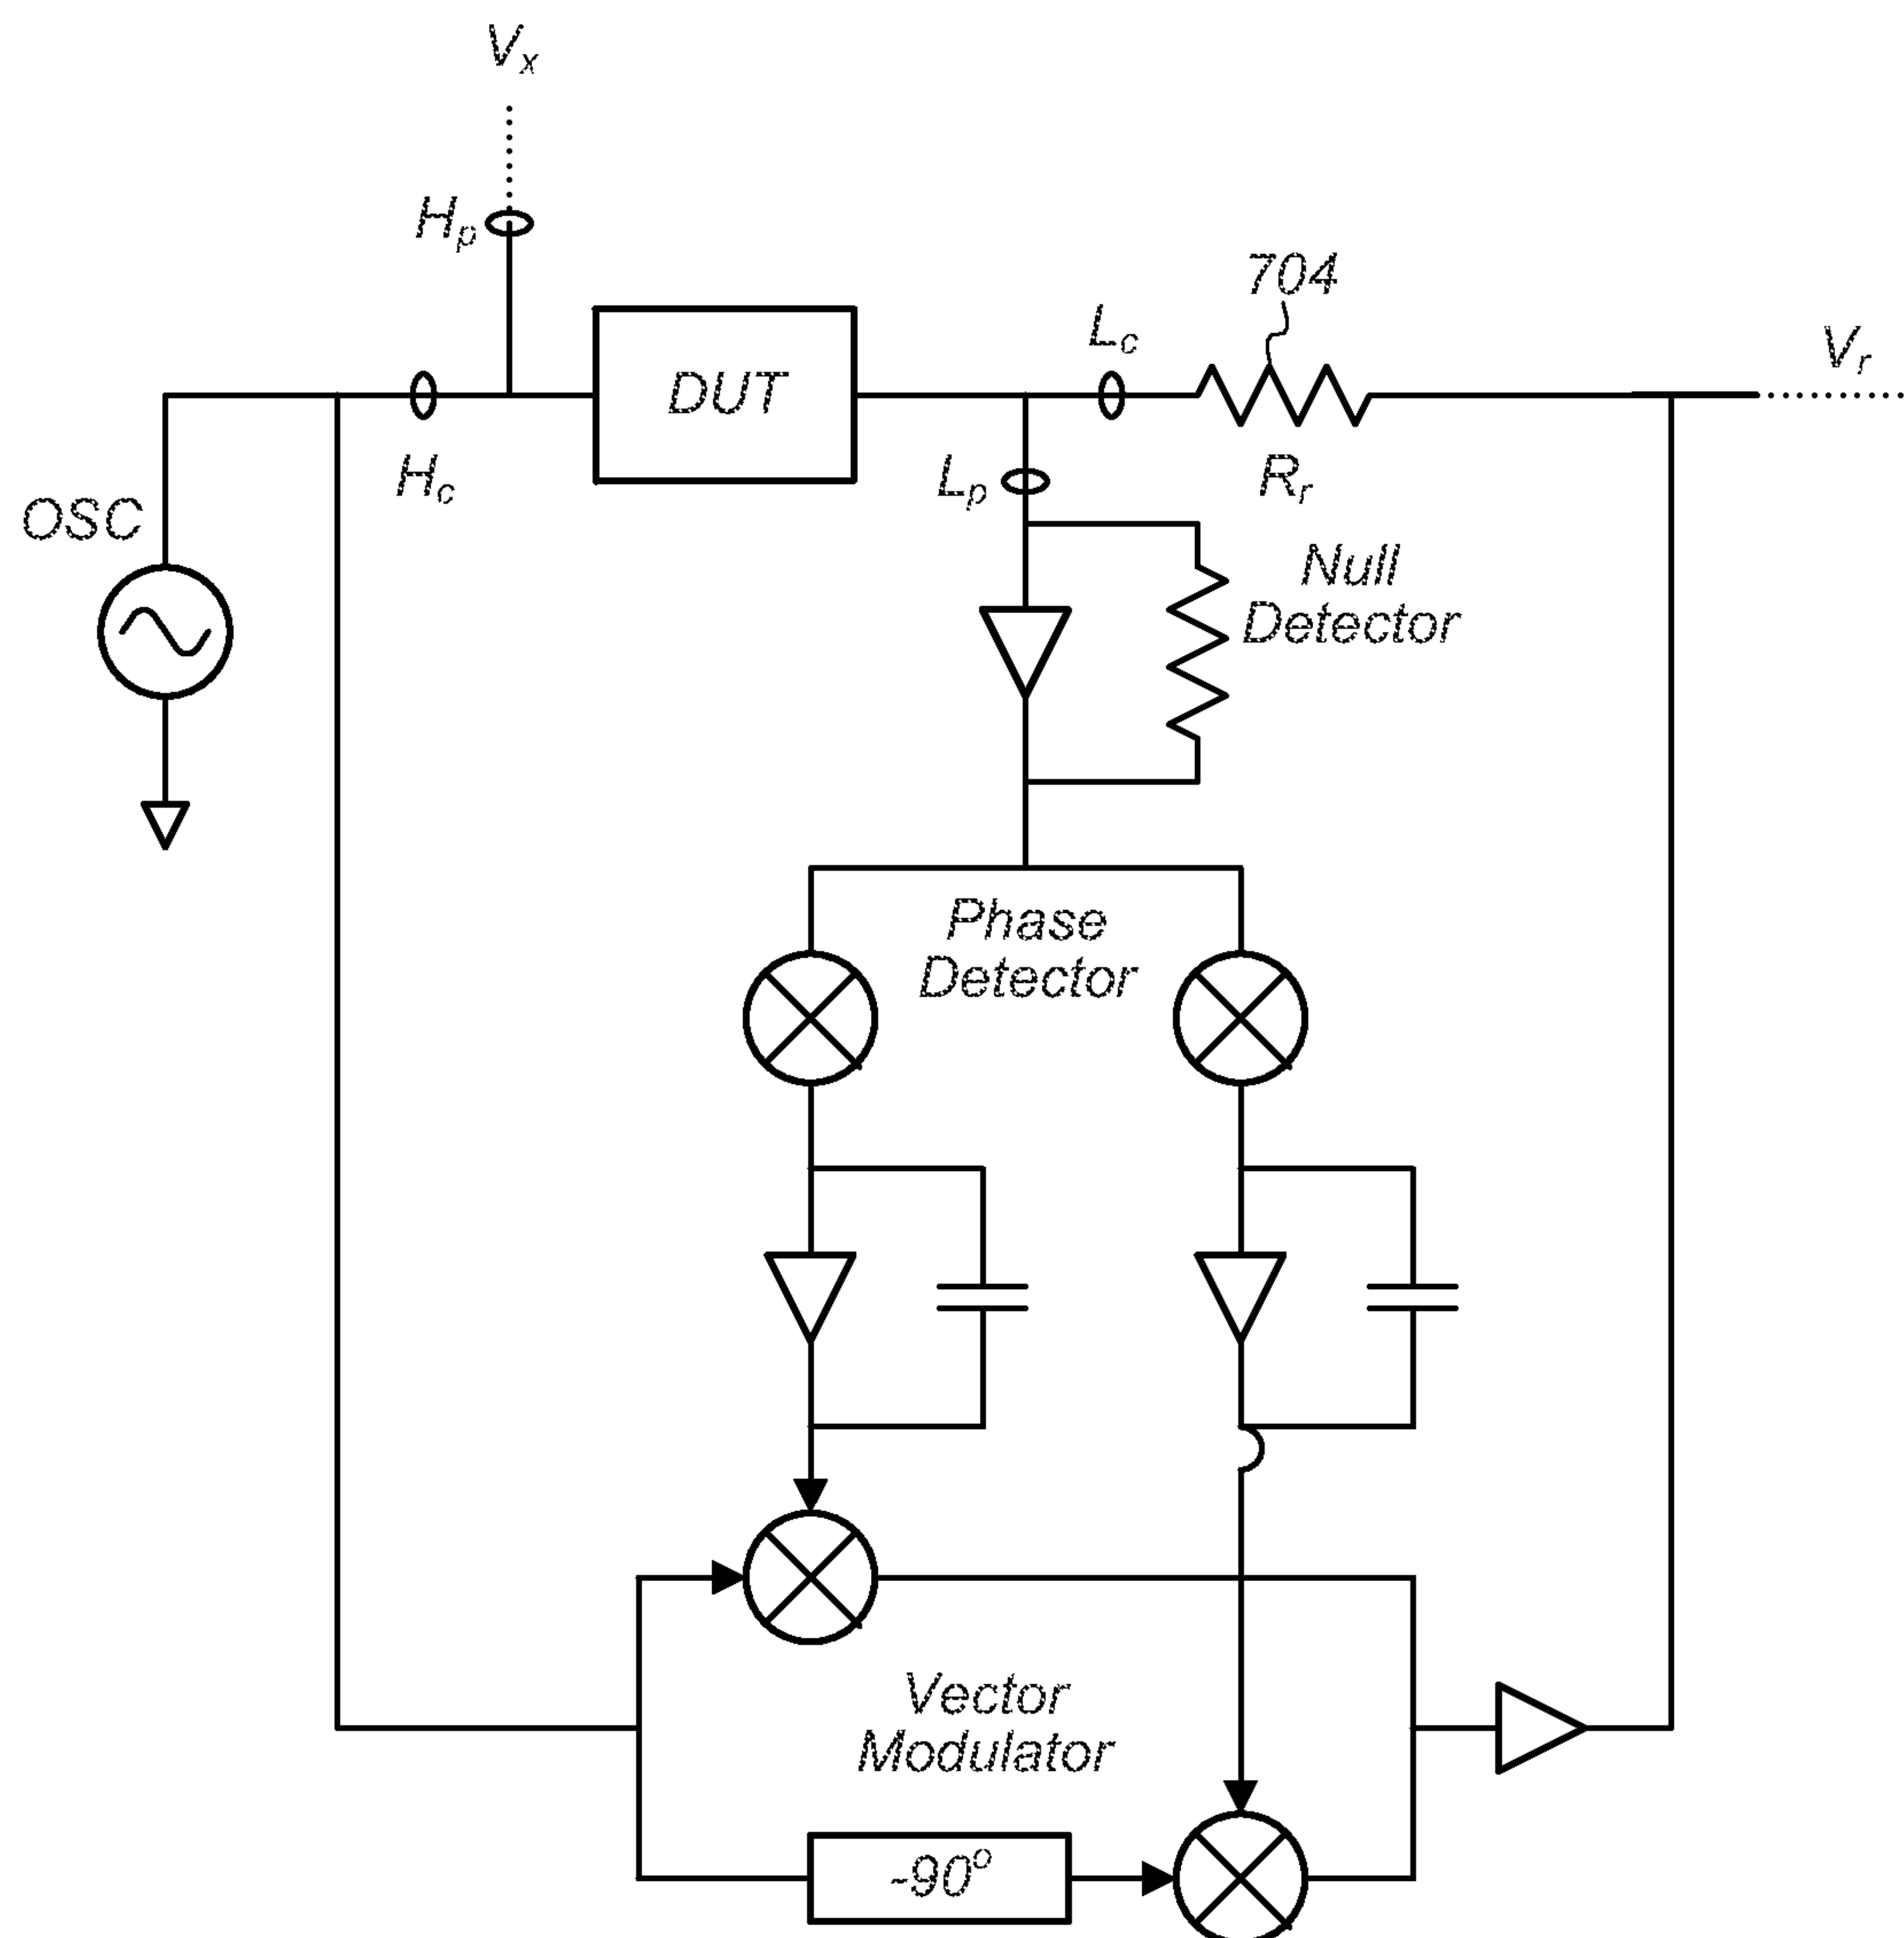 Vx
Hp
704
Lc
Vr
DUT
Hc
Lp
Rr
OSC
Null
Detector
Phase
Detector
Vector
Modulator
-90°